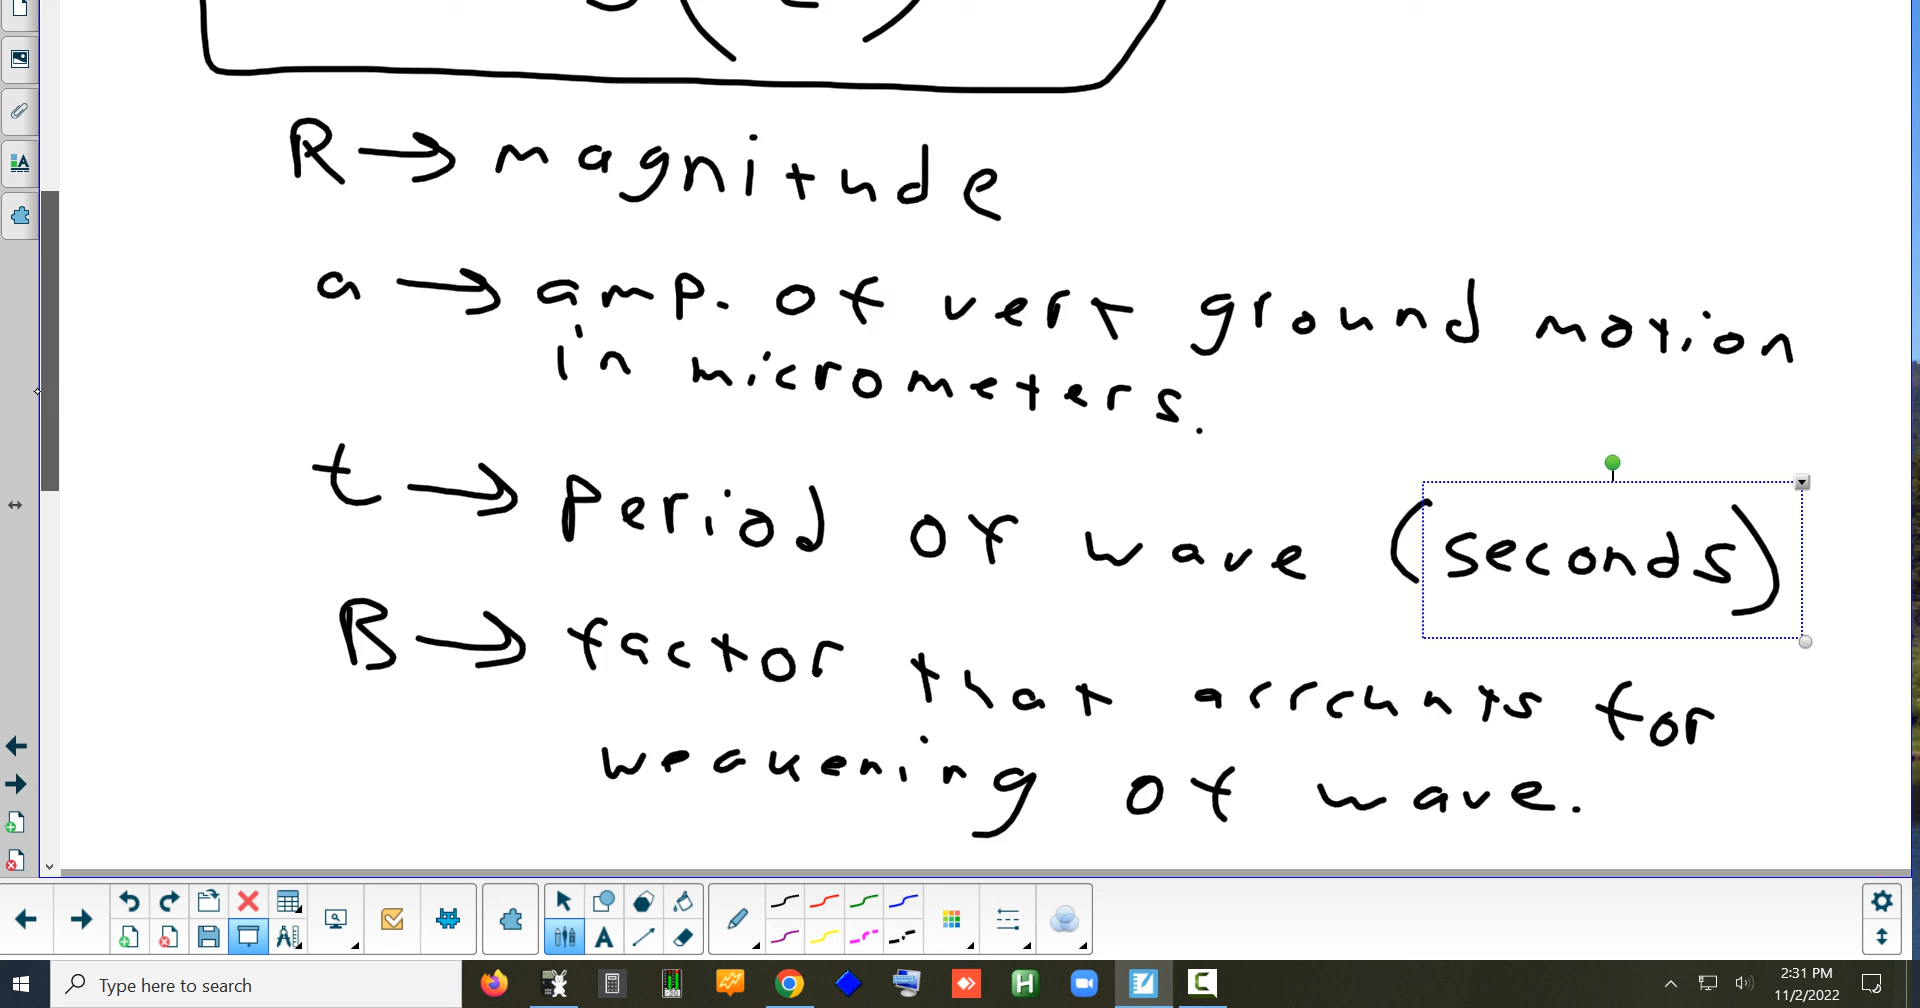 R → magnitude
a → amp. of vert ground motion
in micrometers.
t → period of wave (seconds)
B → factor that accounts for
weakening of wave.
A
A
H
C
Type here to search
2:31 PM
11/2/2022